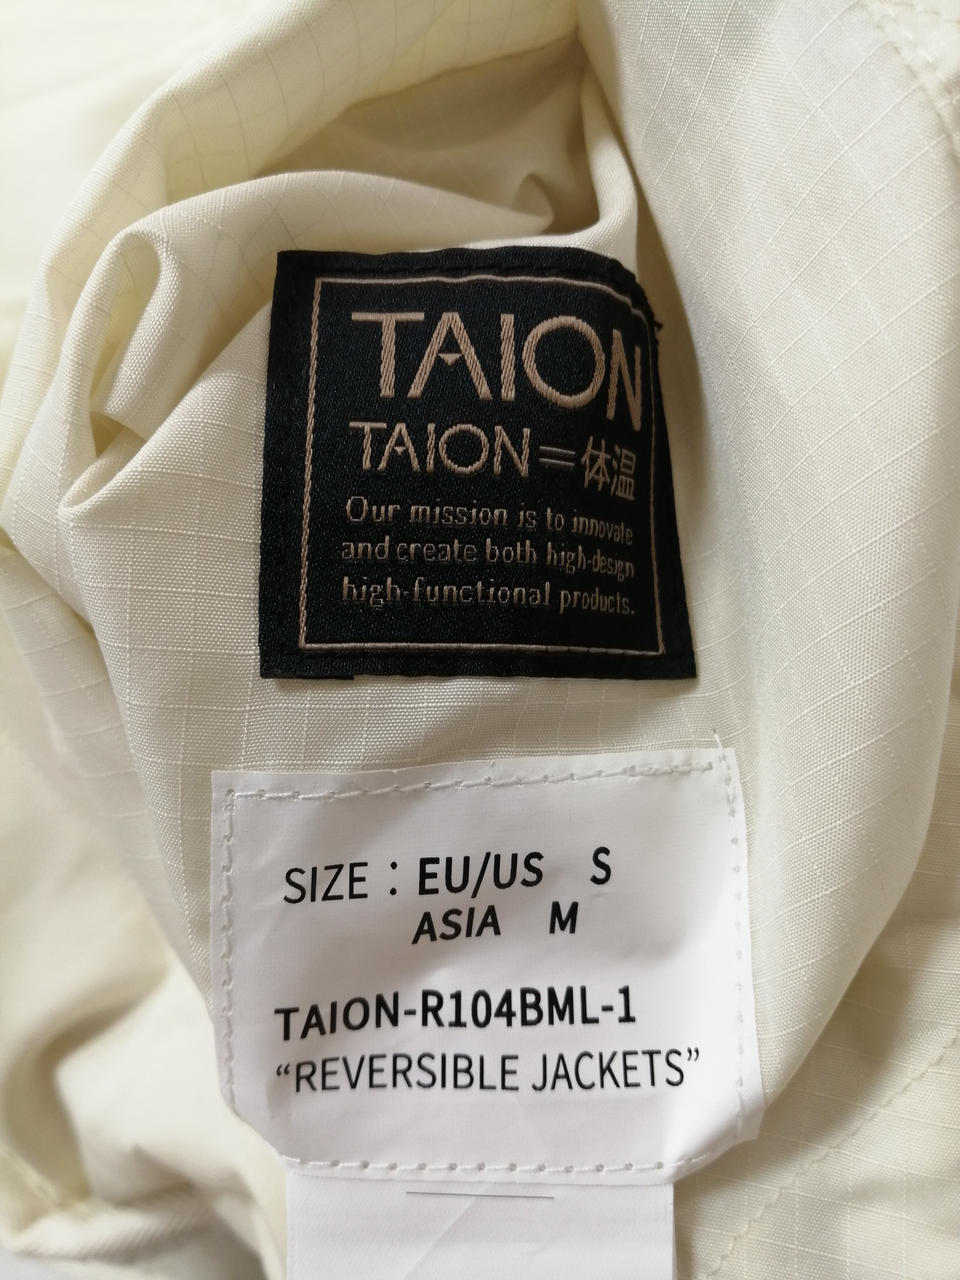 TAION
TAION=体温
Our mission is to innovate
and create both high-design
high-functional products.
SIZE：EU/US S
ASIA M
TAION-R104BML-1
“REVERSIBLE JACKETS”